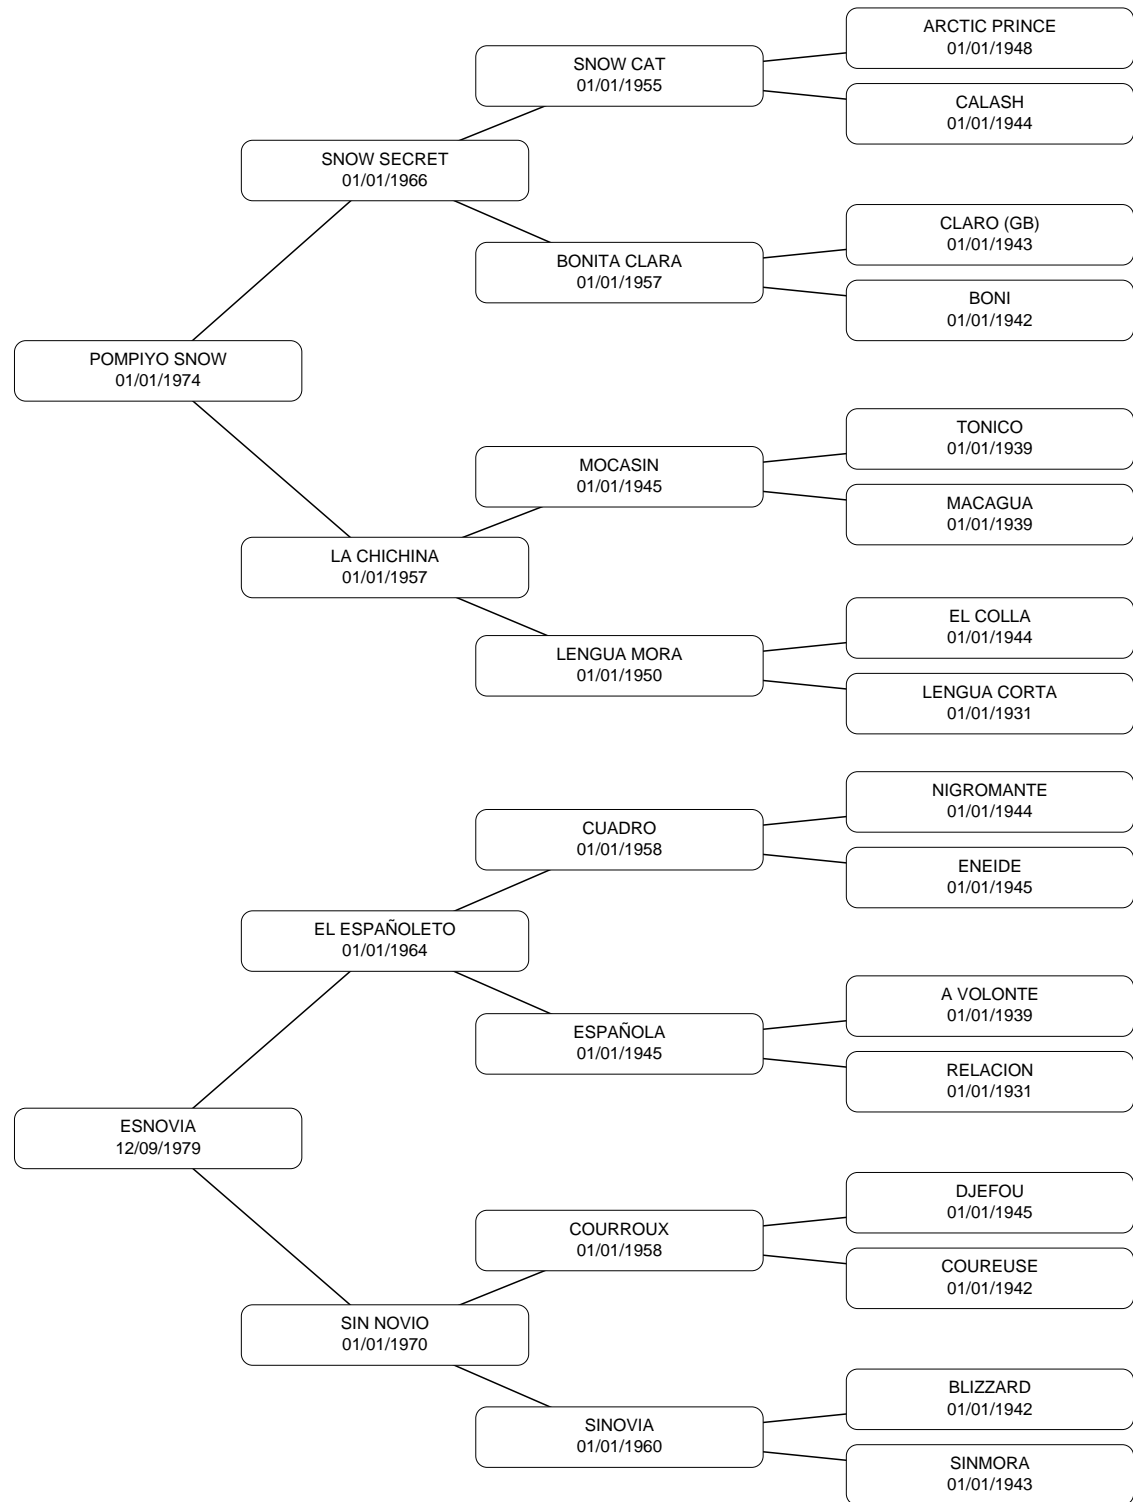 ARCTIC PRINCE
01/01/1948
SNOW CAT
01/01/1955
CALASH
01/01/1944
SNOW SECRET
01/01/1966
CLARO (GB)
01/01/1943
BONITA CLARA
01/01/1957
BONI
01/01/1942
POMPIYO SNOW
01/01/1974
TONICO
01/01/1939
MOCASIN
01/01/1945
MACAGUA
01/01/1939
LA CHICHINA
01/01/1957
EL COLLA
01/01/1944
LENGUA MORA
01/01/1950
LENGUA CORTA
01/01/1931
NIGROMANTE
01/01/1944
CUADRO
01/01/1958
ENEIDE
01/01/1945
EL ESPAÑOLETO
01/01/1964
A VOLONTE
01/01/1939
ESPAÑOLA
01/01/1945
RELACION
01/01/1931
ESNOVIA
12/09/1979
DJEFOU
01/01/1945
COURROUX
01/01/1958
COUREUSE
01/01/1942
SIN NOVIO
01/01/1970
BLIZZARD
01/01/1942
SINOVIA
01/01/1960
SINMORA
01/01/1943